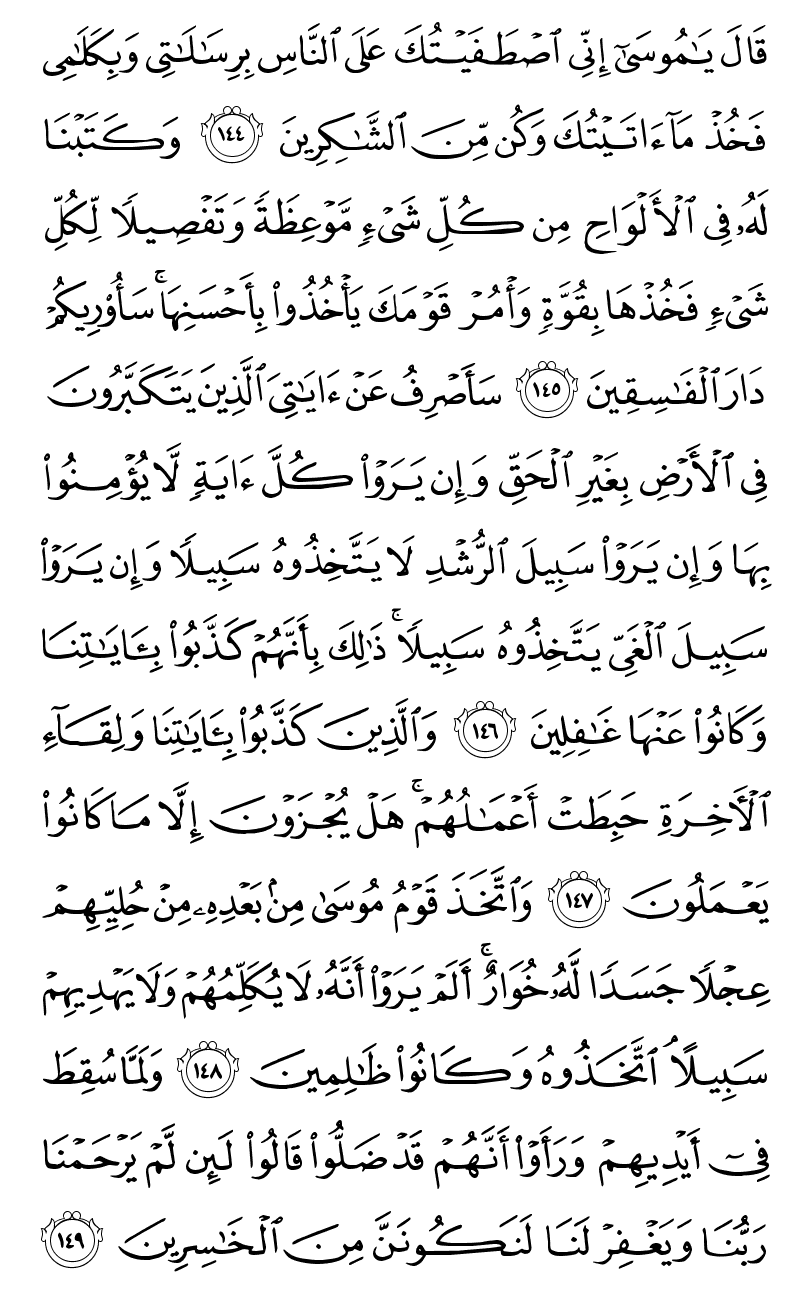 قَالَ يَٰمُوسَىٰٓ إِنِّى ٱصْطَفَيْتُكَ عَلَى ٱلنَّاسِ بِرِسَٰلَٰتِى وَبِكَلَٰمِى
فَخُذْ مَآ ءَاتَيْتُكَ وَكُن مِّنَ ٱلشَّٰكِرِينَ ١٤٤ وَكَتَبْنَا
لَهُۥ فِى ٱلْأَلْوَاحِ مِن كُلِّ شَىْءٍ مَّوْعِظَةً وَتَفْصِيلًا لِّكُلِّ
شَىْءٍ فَخُذْهَا بِقُوَّةٍ وَأْمُرْ قَوْمَكَ يَأْخُذُوا۟ بِأَحْسَنِهَا ۚ سَأُو۟رِيكُمْ
دَارَ ٱلْفَٰسِقِينَ ١٤٥ سَأَصْرِفُ عَنْ ءَايَٰتِىَ ٱلَّذِينَ يَتَكَبَّرُونَ
فِى ٱلْأَرْضِ بِغَيْرِ ٱلْحَقِّ وَإِن يَرَوْا۟ كُلَّ ءَايَةٍ لَّا يُؤْمِنُوا۟
بِهَا وَإِن يَرَوْا۟ سَبِيلَ ٱلرُّشْدِ لَا يَتَّخِذُوهُ سَبِيلًا وَإِن يَرَوْا۟
سَبِيلَ ٱلْغَىِّ يَتَّخِذُوهُ سَبِيلًا ۚ ذَٰلِكَ بِأَنَّهُمْ كَذَّبُوا۟ بِـَٔايَٰتِنَا
وَكَانُوا۟ عَنْهَا غَٰفِلِينَ ١٤٦ وَٱلَّذِينَ كَذَّبُوا۟ بِـَٔايَٰتِنَا وَلِقَآءِ
ٱلْأَخِرَةِ حَبِطَتْ أَعْمَٰلُهُمْ ۚ هَلْ يُجْزَوْنَ إِلَّا مَا كَانُوا۟
يَعْمَلُونَ ١٤٧ وَٱتَّخَذَ قَوْمُ مُوسَىٰ مِنۢ بَعْدِهِۦ مِنْ حُلِيِّهِمْ
عِجْلًا جَسَدًا لَّهُۥ خُوَارٌ ۚ أَلَمْ يَرَوْا۟ أَنَّهُۥ لَا يُكَلِّمُهُمْ وَلَا يَهْدِيهِمْ
سَبِيلًا ٱتَّخَذُوهُ وَكَانُوا۟ ظَٰلِمِينَ ١٤٨ وَلَمَّا سُقِطَ
فِىٓ أَيْدِيهِمْ وَرَأَوْا۟ أَنَّهُمْ قَدْ ضَلُّوا۟ قَالُوا۟ لَئِن لَّمْ يَرْحَمْنَا
رَبُّنَا وَيَغْفِرْ لَنَا لَنَكُونَنَّ مِنَ ٱلْخَٰسِرِينَ ١٤٩